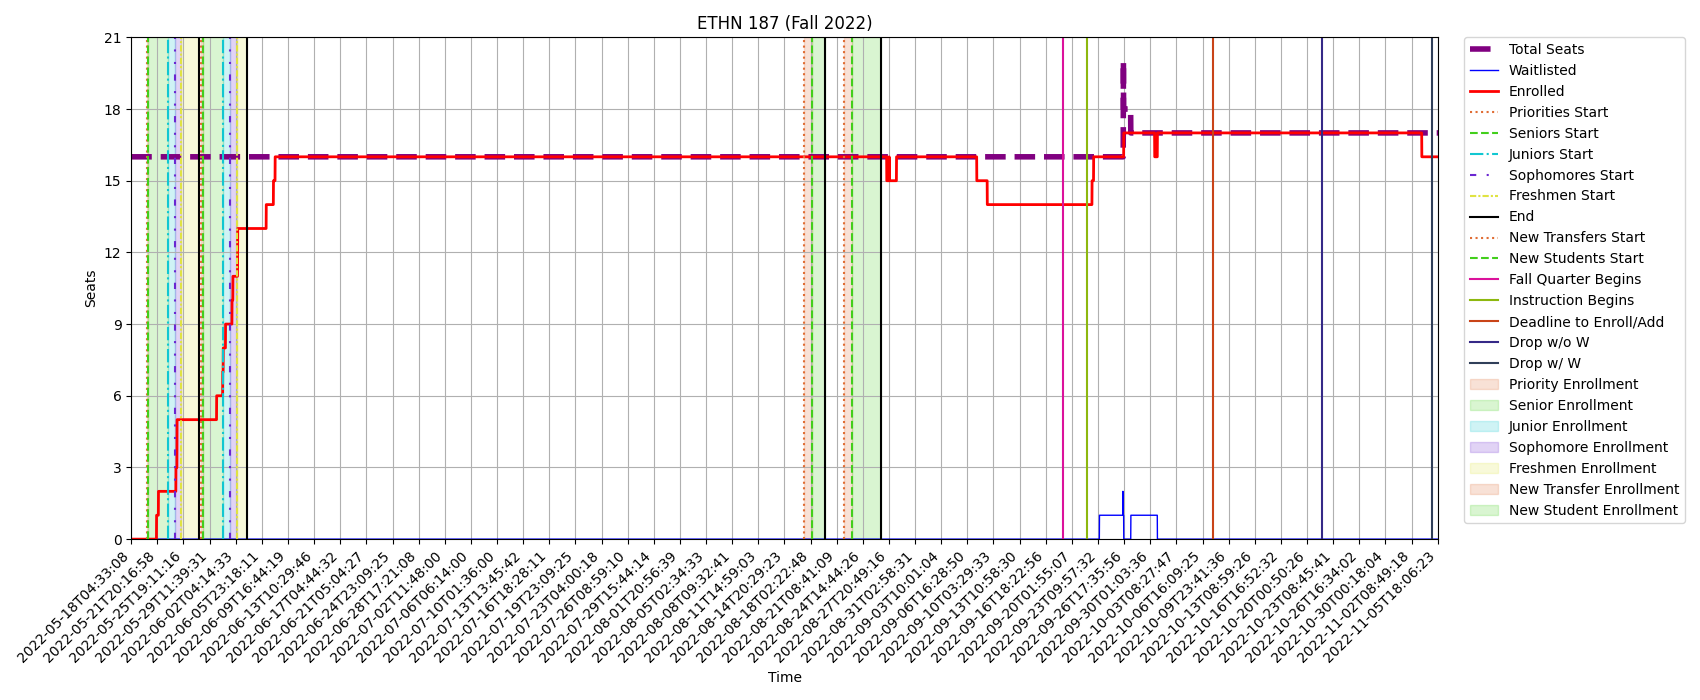 ETHN 187 (Fall 2022)
Seats
21
18
15
12
9
6
3
0
2022-05-18T04:33:08
2022-05-21T20:16:58
2022-05-25T19:11:16
2022-05-29T11:39:31
2022-06-02T04:14:33
2022-06-05T23:18:11
2022-06-09T16:44:19
2022-06-13T10:29:46
2022-06-17T04:44:32
2022-06-21T05:04:27
2022-06-24T23:09:25
2022-06-28T17:21:08
2022-07-02T11:48:00
2022-07-06T06:14:00
2022-07-10T01:36:00
2022-07-13T13:45:42
2022-07-16T18:28:11
2022-07-19T23:09:25
2022-07-23T04:00:18
2022-07-26T08:59:10
2022-07-29T15:44:14
2022-08-01T20:56:39
2022-08-05T02:34:33
2022-08-08T09:32:41
2022-08-11T14:59:03
2022-08-14T20:29:23
2022-08-18T02:22:48
2022-08-21T08:41:09
2022-08-24T14:44:26
2022-08-27T20:49:16
2022-08-31T02:58:31
2022-09-03T10:01:04
2022-09-06T16:28:50
2022-09-10T03:29:33
2022-09-13T10:58:30
2022-09-16T18:22:56
2022-09-20T01:55:07
2022-09-23T09:57:32
2022-09-26T17:35:56
2022-09-30T01:03:36
2022-10-03T08:27:47
2022-10-06T16:09:25
2022-10-09T23:41:36
2022-10-13T08:59:26
2022-10-16T16:52:32
2022-10-20T00:50:26
2022-10-23T08:45:41
2022-10-26T16:34:02
2022-10-30T00:18:04
2022-11-02T08:49:18
2022-11-05T18:06:23
Time
Total Seats
Waitlisted
Enrolled
Priorities Start
Seniors Start
Juniors Start
Sophomores Start
Freshmen Start
End
New Transfers Start
New Students Start
Fall Quarter Begins
Instruction Begins
Deadline to Enroll/Add
Drop w/o W
Drop w/ W
Priority Enrollment
Senior Enrollment
Junior Enrollment
Sophomore Enrollment
Freshmen Enrollment
New Transfer Enrollment
New Student Enrollment